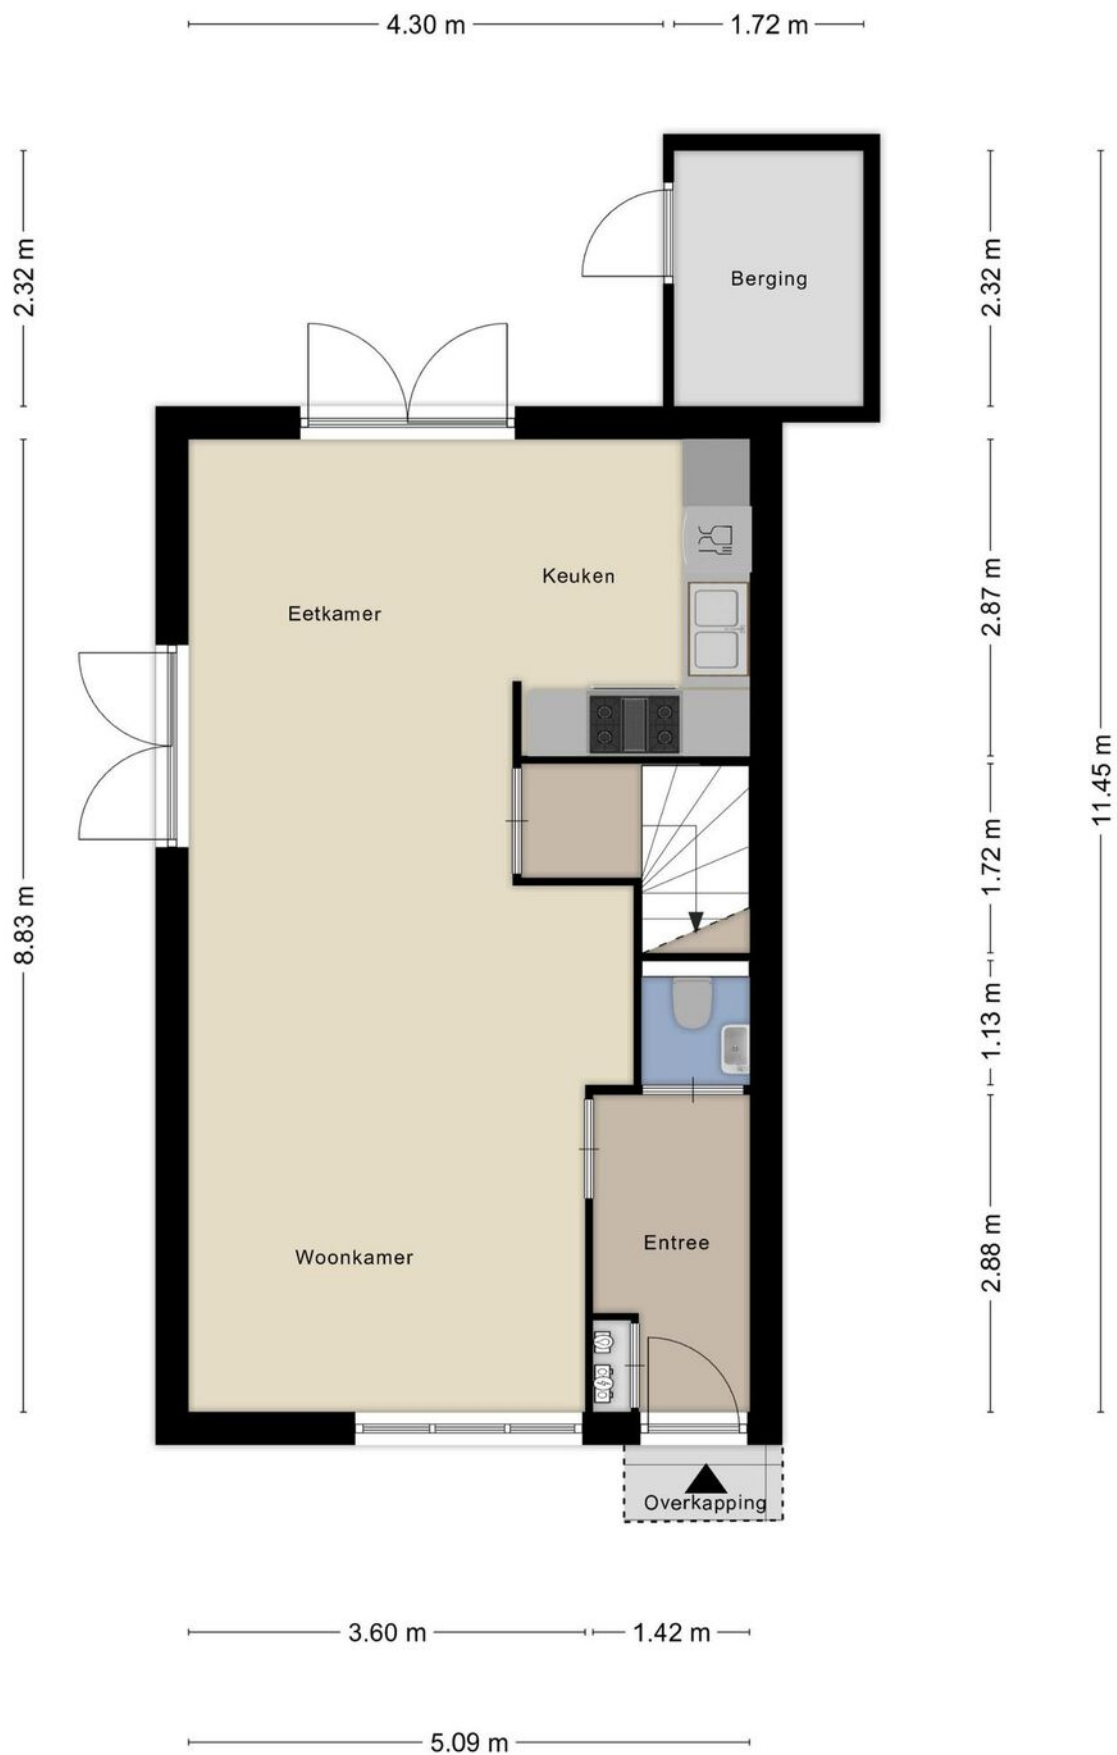 4.30 m
1.72 m
2.32 m
2.32 m
Berging
Keuken
Eetkamer
2.87 m
11.45 m
1.72 m
8.83 m
1.13 m
2.88 m
Entree
Woonkamer
Overkapping
3.60 m
1.42 m
5.09 m